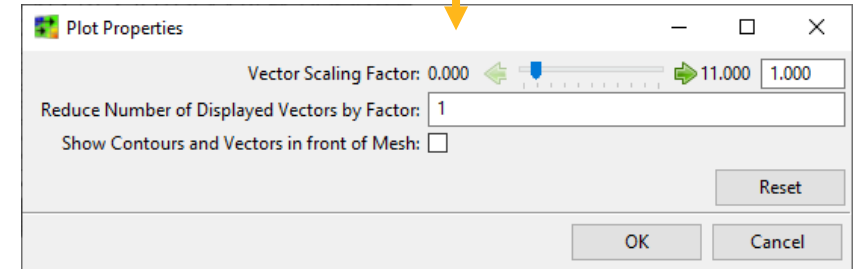 Plot Properties
Vector Scaling Factor: 0.000 11.000 1.000
Reduce Number of Displayed Vectors by Factor: 1
Show Contours and Vectors in front of Mesh:
Reset
OK Cancel